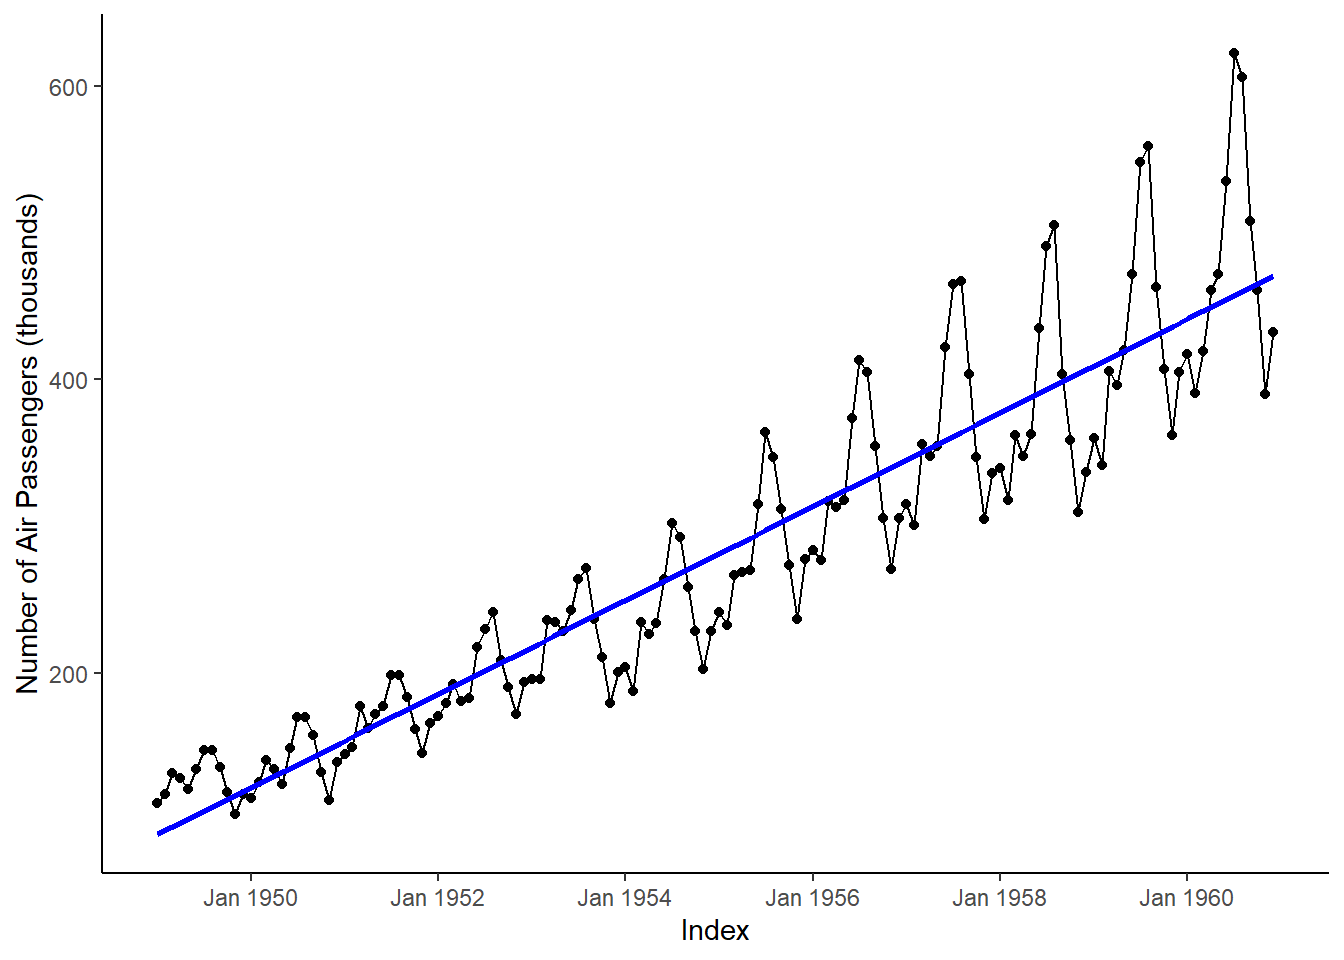 Number of Air Passengers (thousands)
600
400
200
Jan 1950 Jan 1952 Jan 1954 Jan 1956 Jan 1958 Jan 1960
Index